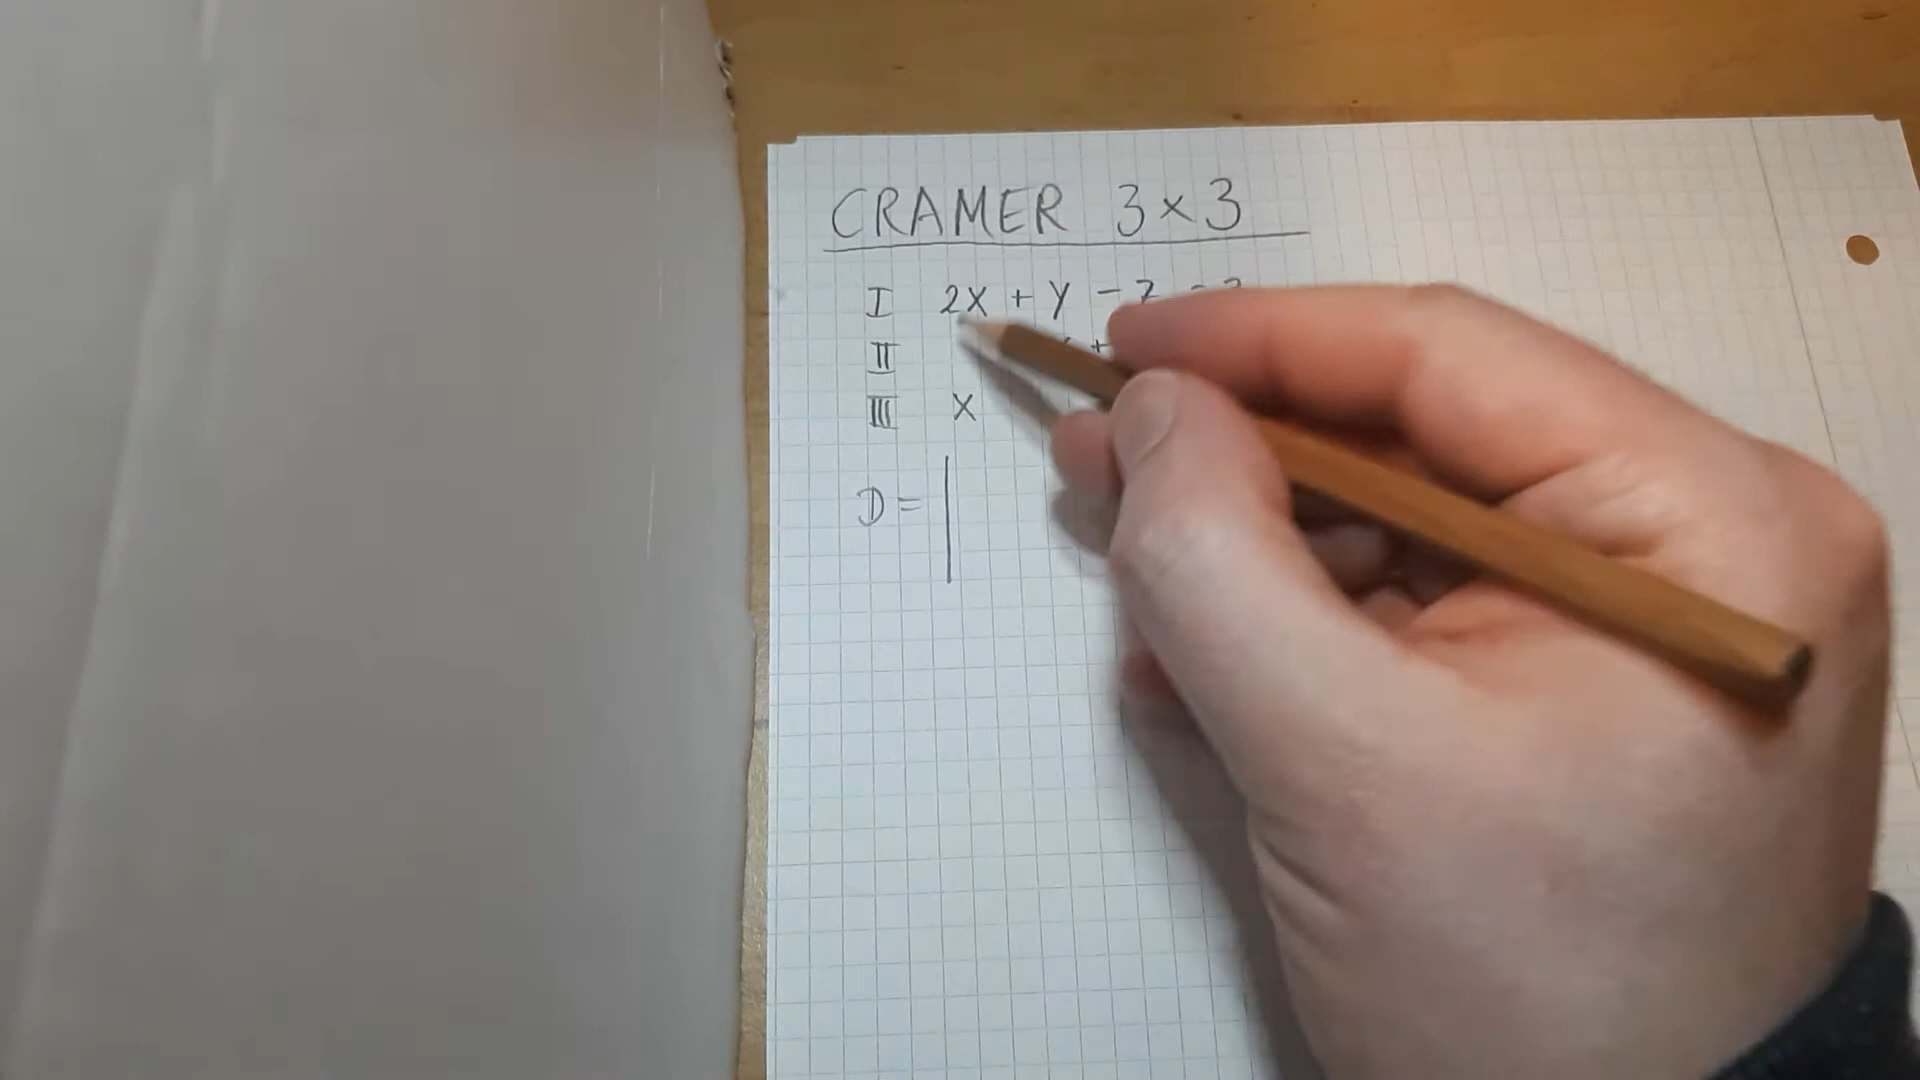 CRAMER 3×3
I 2X + Y - Z
II +
III X
D = |